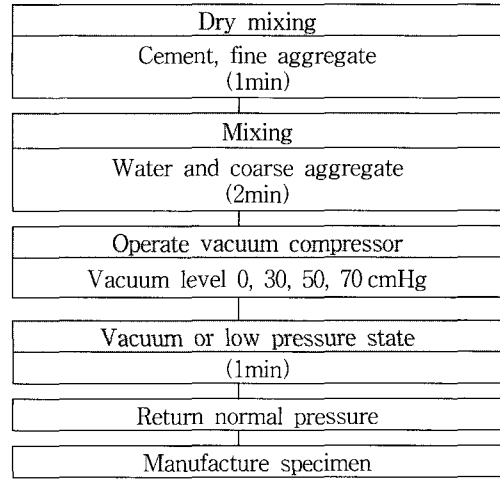 Dry mixing
Cement, fine aggregate
(1min)
Mixing
Water and coarse aggregate
(2min)
Operate vacuum compressor
Vacuum level 0, 30, 50, 70 cmHg
Vacuum or low pressure state
(1min)
Return normal pressure
Manufacture specimen